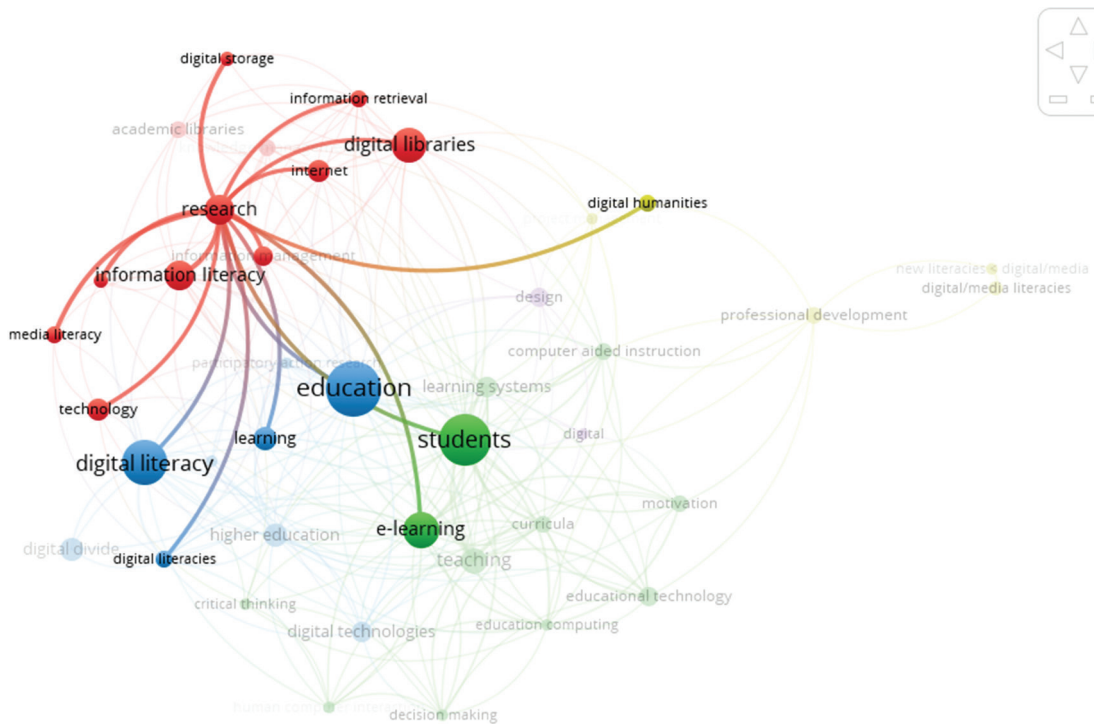 digital storage
information retrieval
academic libraries
digital libraries
internet
digital humanities
research
information management
information literacy
new literacies < digital/media
digital/media literacies
design
professional development
media literacy
computer aided instruction
participatory action research
learning systems
education
technology
students
learning
digital
digital literacy
motivation
curricula
e-learning
higher education
digital divide
digital literacies
teaching
educational technology
critical thinking
education computing
digital technologies
decision making